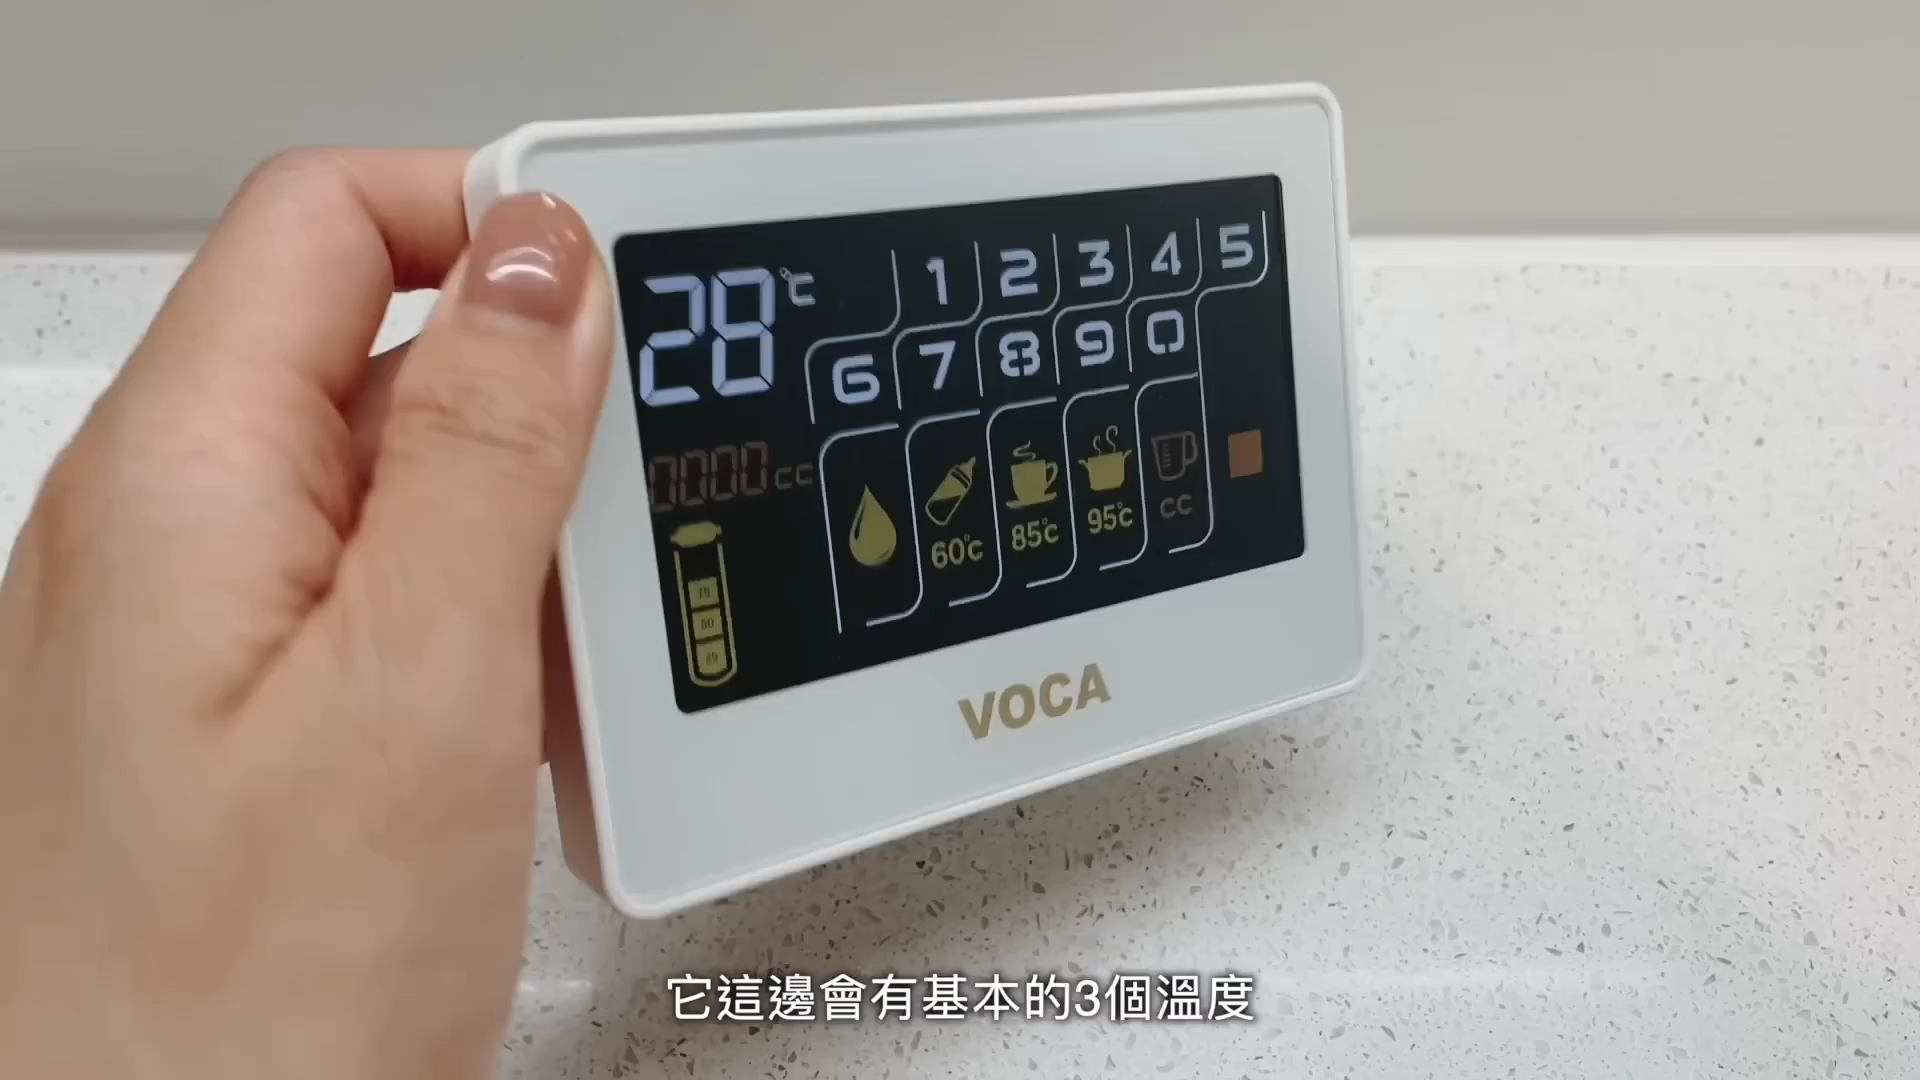 28℃
1 2 3 4 5
6 7 8 9 0
0000cc
60℃ 85℃ 95℃ cc
VOCA
它這邊會有基本的3個溫度